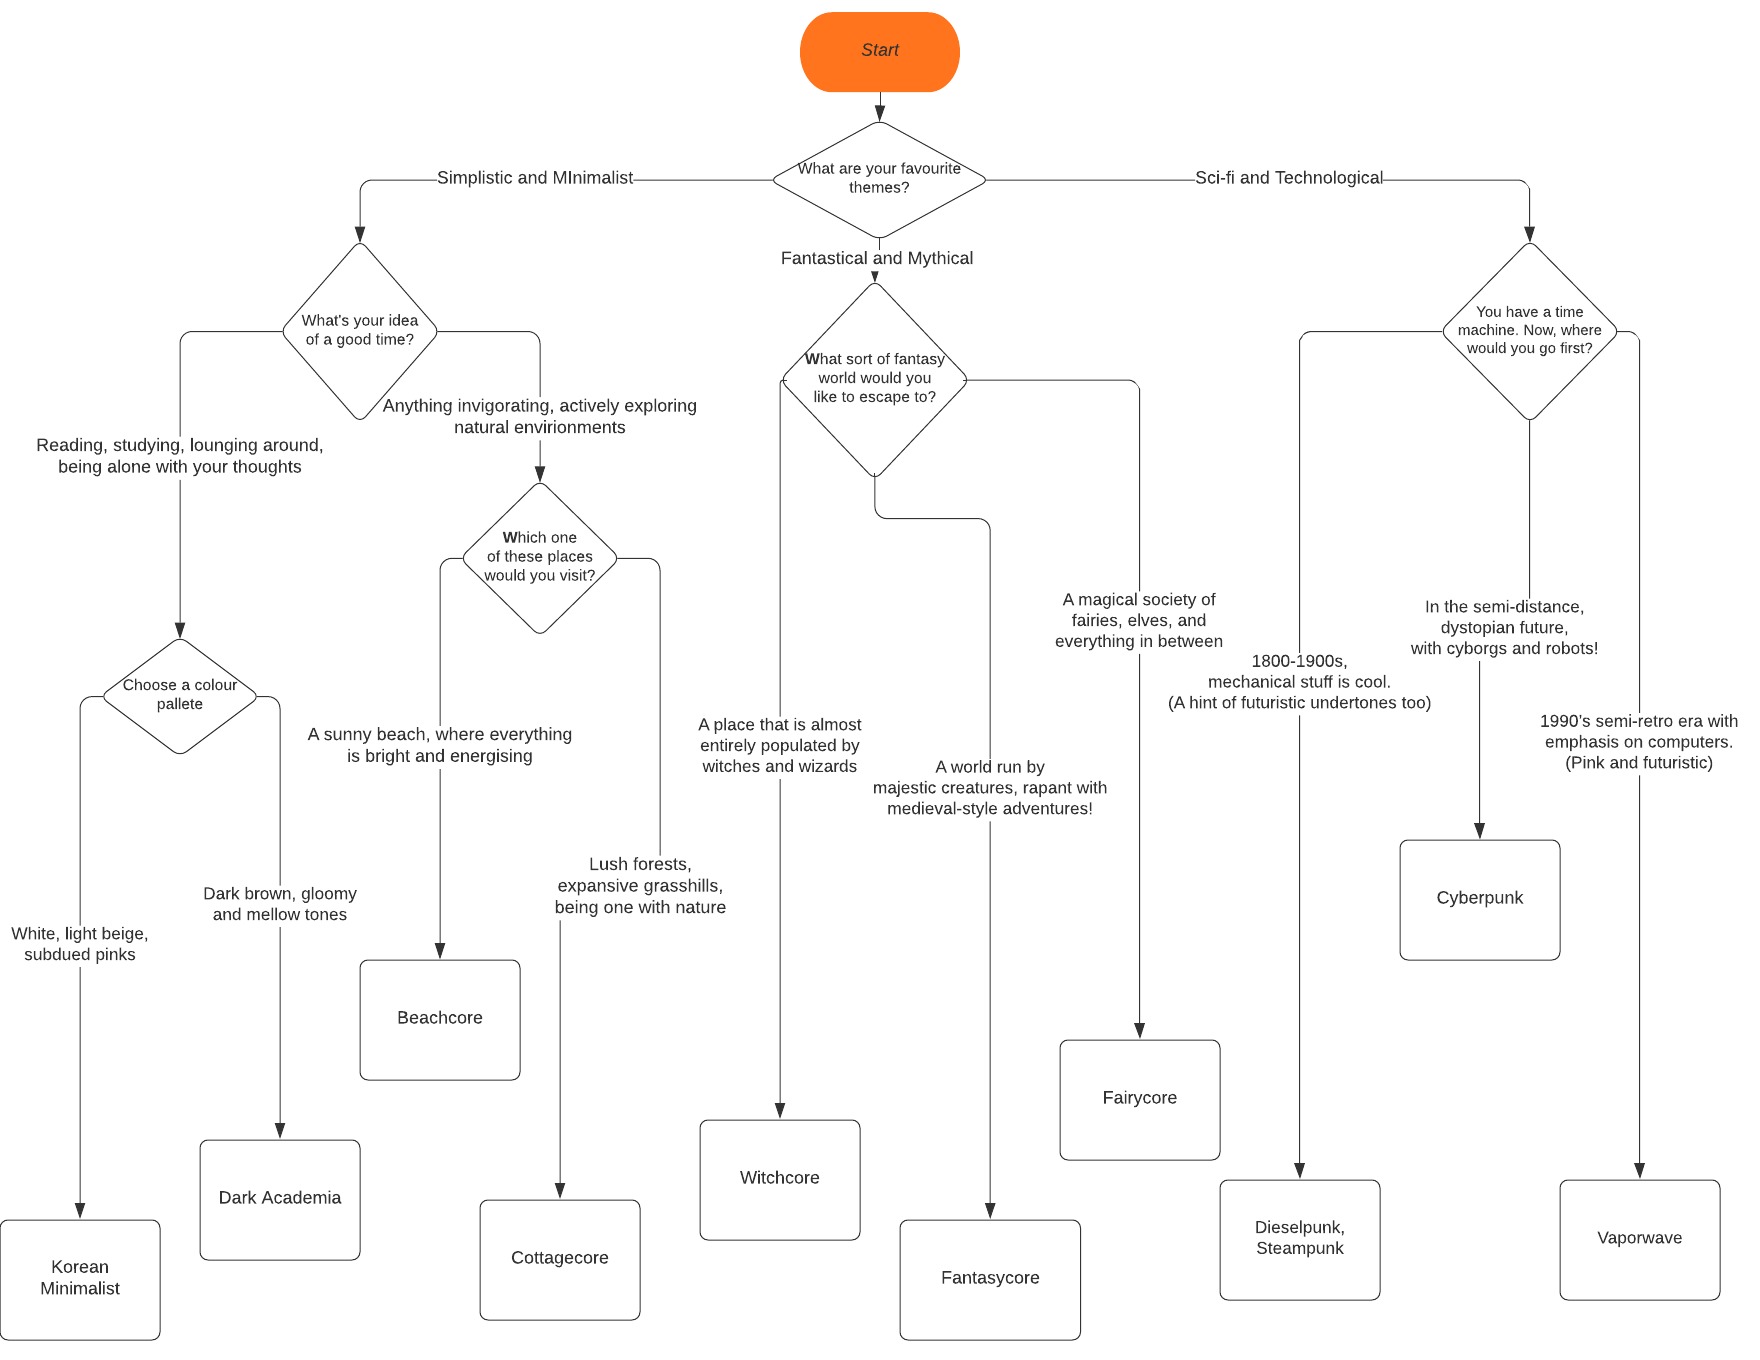 Start
What are your favourite
themes?
Simplistic and MInimalist
Sci-fi and Technological
Fantastical and Mythical
What's your idea
of a good time?
You have a time
machine. Now, where
would you go first?
What sort of fantasy
world would you
like to escape to?
Anything invigorating, actively exploring
natural envirionments
Reading, studying, lounging around,
being alone with your thoughts
Which one
of these places
would you visit?
A magical society of
fairies, elves, and
everything in between
In the semi-distance,
dystopian future,
with cyborgs and robots!
1800-1900s,
mechanical stuff is cool.
(A hint of futuristic undertones too)
Choose a colour
pallete
A sunny beach, where everything
is bright and energising
A place that is almost
entirely populated by
witches and wizards
1990's semi-retro era with
emphasis on computers.
(Pink and futuristic)
A world run by
majestic creatures, rapant with
medieval-style adventures!
Lush forests,
expansive grasshills,
being one with nature
Dark brown, gloomy
and mellow tones
White, light beige,
subdued pinks
Cyberpunk
Beachcore
Fairycore
Witchcore
Dark Academia
Dieselpunk,
Steampunk
Vaporwave
Cottagecore
Korean
Minimalist
Fantasycore